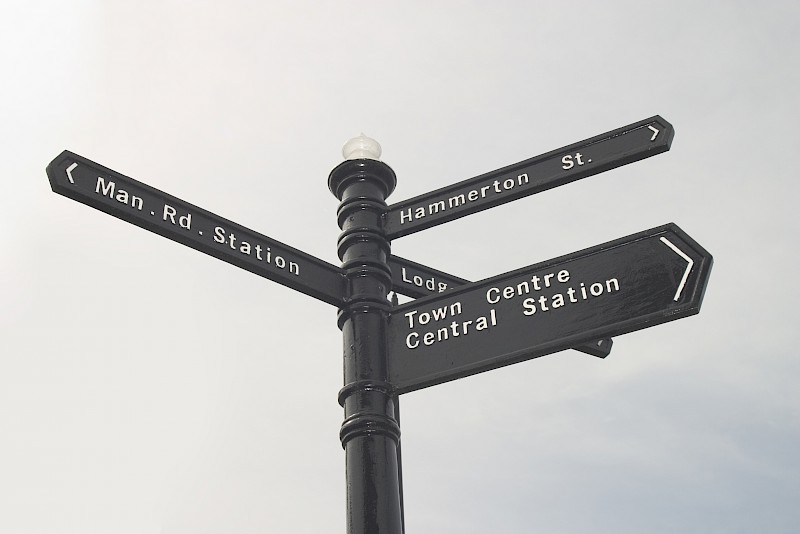 Man. Rd. Station
Hammerton St.
Town Centre
Central Station